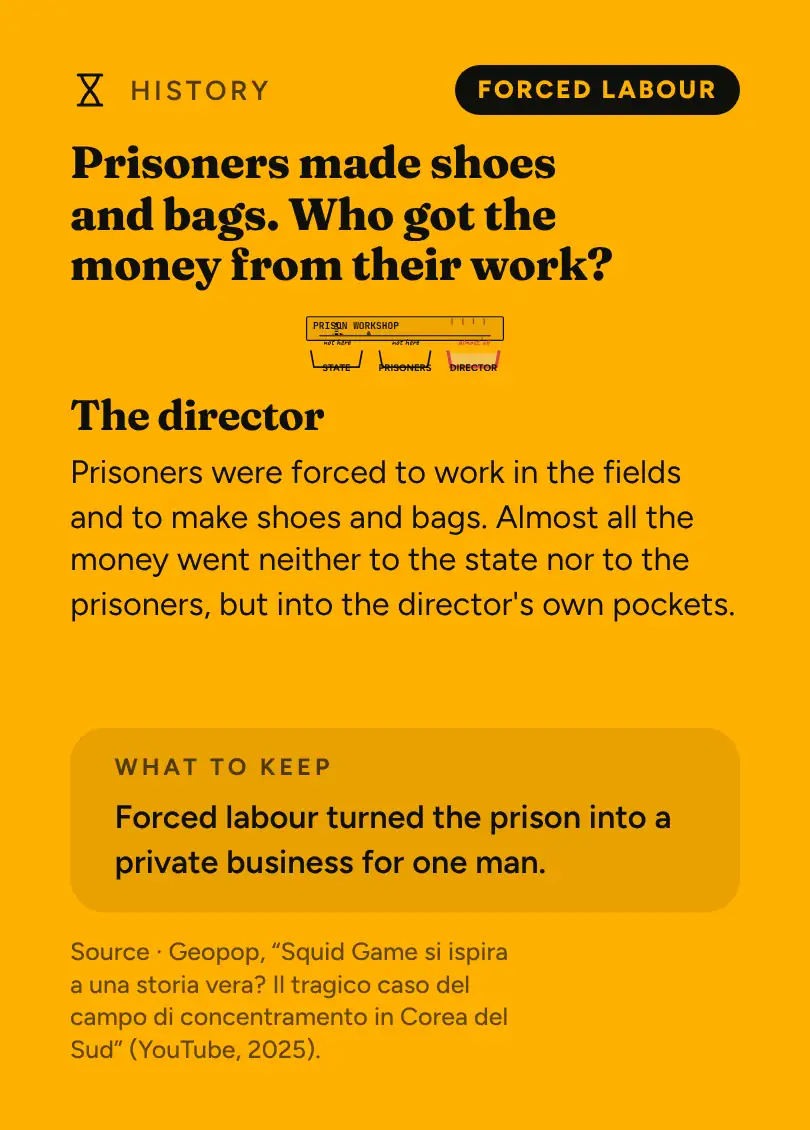 HISTORY
FORCED LABOUR
Prisoners made shoes
and bags. Who got the
money from their work?
PRISON WORKSHOP
not here
not here
almost all
STATE
PRISONERS
DIRECTOR
The director
Prisoners were forced to work in the fields
and to make shoes and bags. Almost all the
money went neither to the state nor to the
prisoners, but into the director's own pockets.
WHAT TO KEEP
Forced labour turned the prison into a
private business for one man.
Source · Geopop, “Squid Game si ispira
a una storia vera? Il tragico caso del
campo di concentramento in Corea del
Sud” (YouTube, 2025).